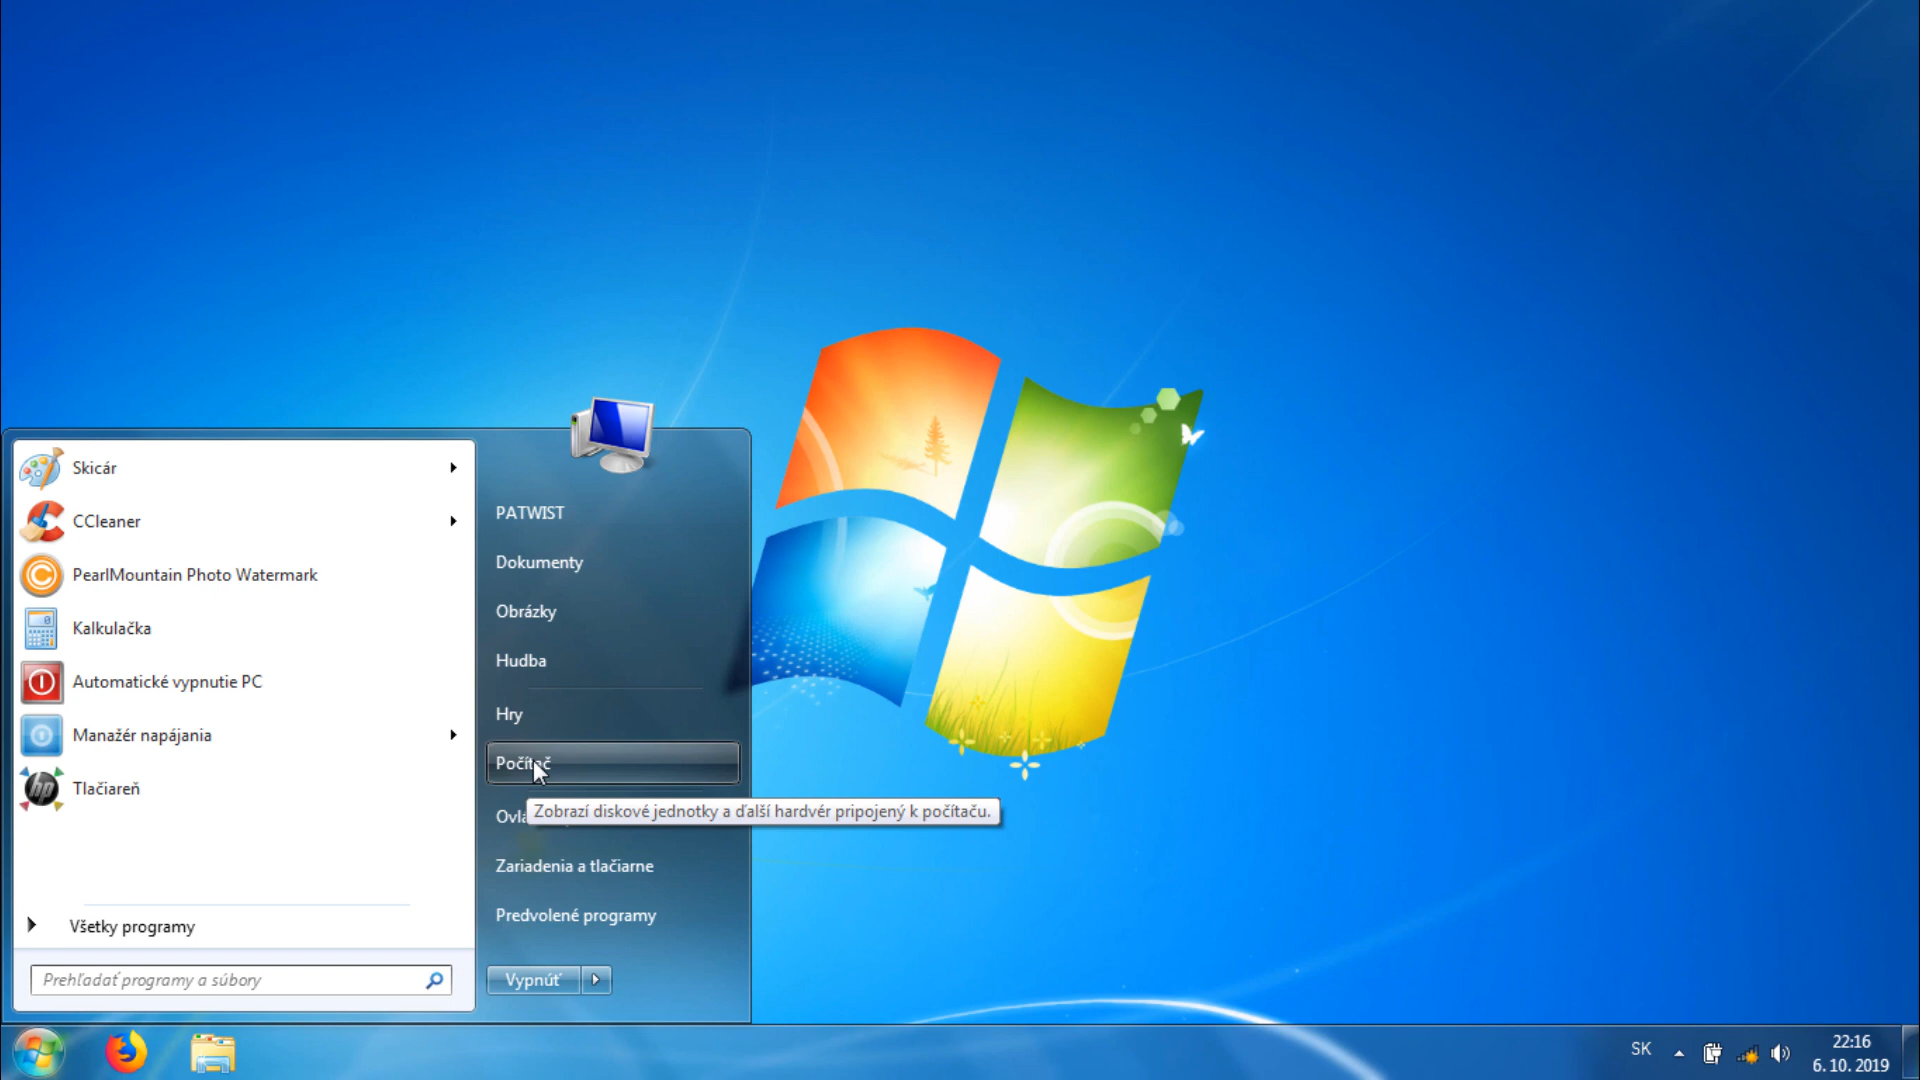 Skicár
CCleaner
PearlMountain Photo Watermark
Kalkulačka
Automatické vypnutie PC
Manažér napájania
hp
Tlačiareň
Všetky programy
Prehľadať programy a súbory
PATWIST
Dokumenty
Obrázky
Hudba
Hry
Počítač
Zobrazí diskové jednotky a ďalší hardvér pripojený k počítaču.
Zariadenia a tlačiarne
Predvolené programy
Vypnúť
SK
22:16
6. 10. 2019